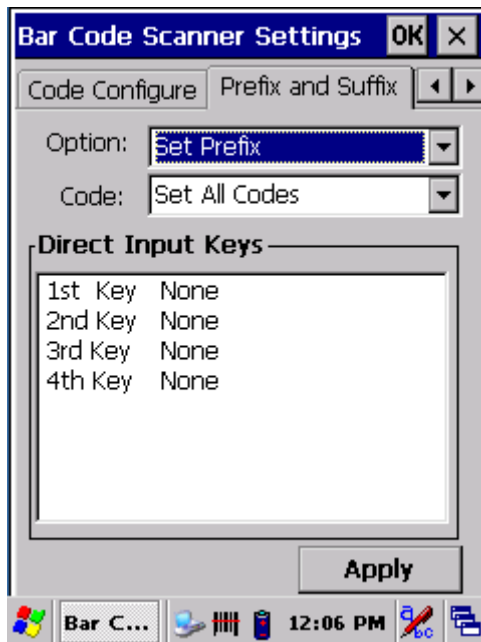 Bar Code Scanner Settings OK ×
Code Configure Prefix and Suffix
Option: Set Prefix
Code: Set All Codes
Direct Input Keys
1st Key None
2nd Key None
3rd Key None
4th Key None
Apply
Bar C... 12:06 PM abc